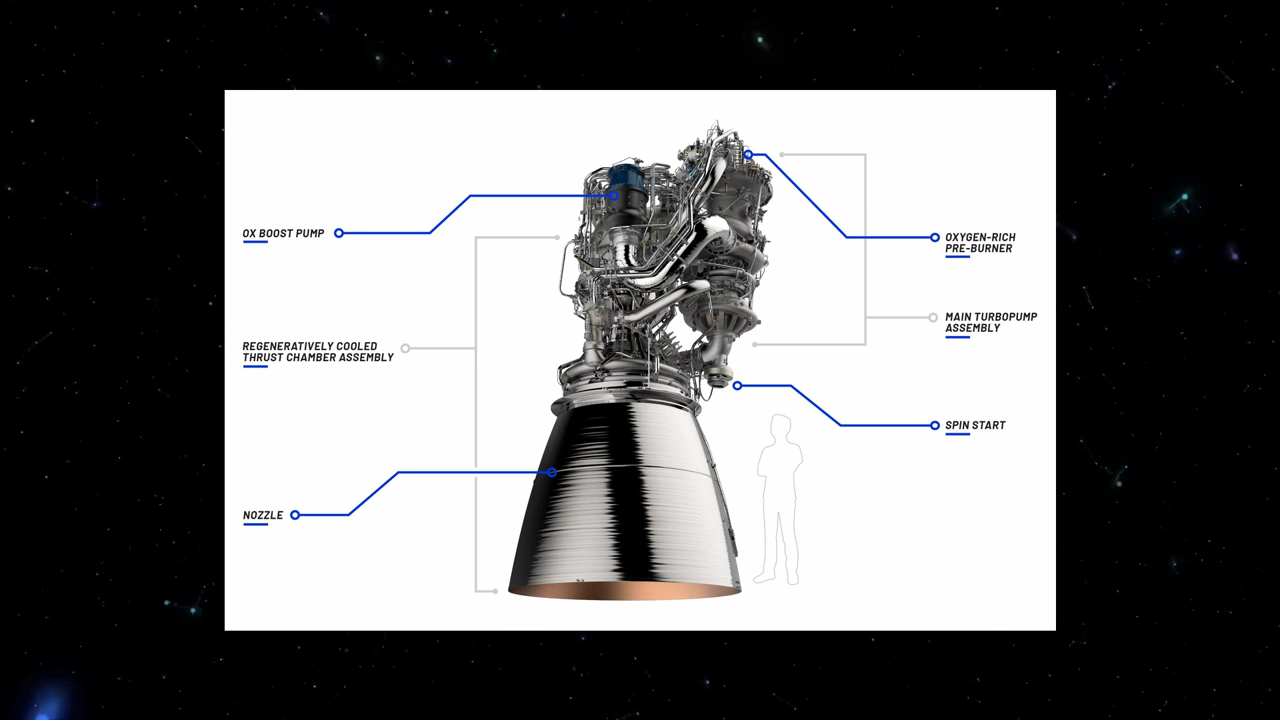 OX BOOST PUMP
REGENERATIVELY COOLED
THRUST CHAMBER ASSEMBLY
NOZZLE
OXYGEN-RICH
PRE-BURNER
MAIN TURBOPUMP
ASSEMBLY
SPIN START